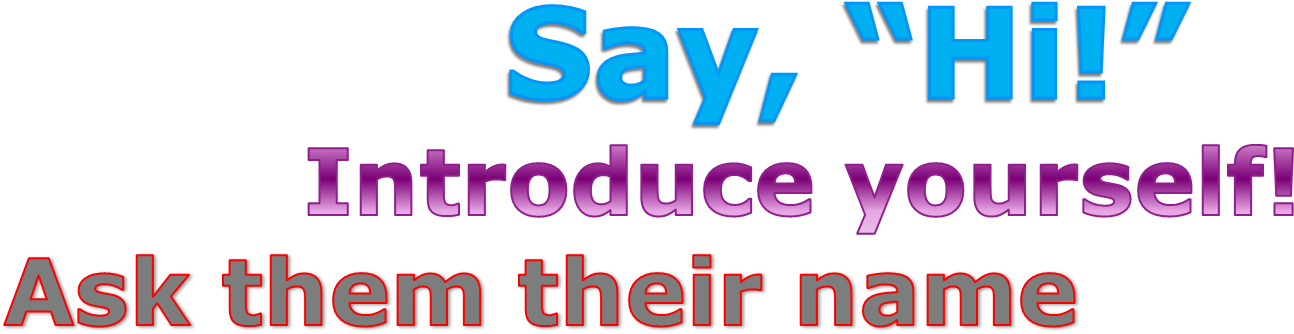 Say, “Hi!”
Introduce yourself!
Ask them their name